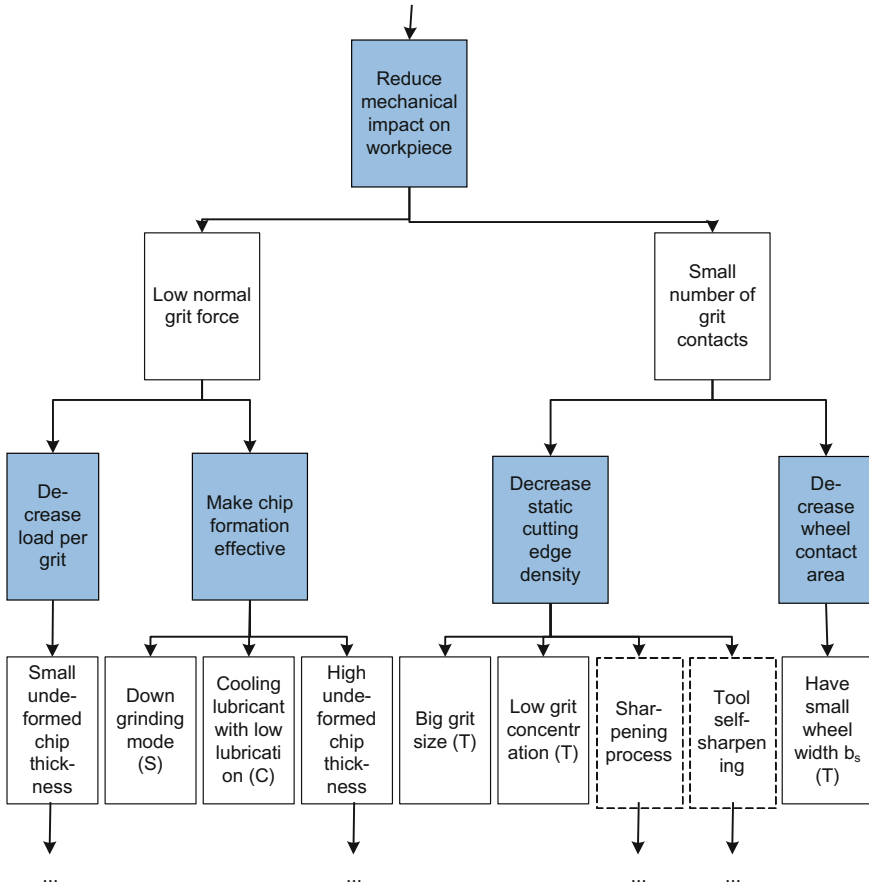 Reduce
mechanical
impact on
workpiece
Low normal
grit force
Small
number of
grit
contacts
De-
crease
load per
grit
Make chip
formation
effective
Decrease
static
cutting
edge
density
De-
crease
wheel
contact
area
Small
unde-
formed
chip
thick-
ness
Down
grinding
mode
(S)
Cooling
lubricant
with low
lubricati
on (C)
High
unde-
formed
chip
thick-
ness
Big grit
size (T)
Low grit
concentr
ation (T)
Shar-
pening
process
Tool
self-
sharpen
ing
Have
small
wheel
width bₛ
(T)
...
...
...
...